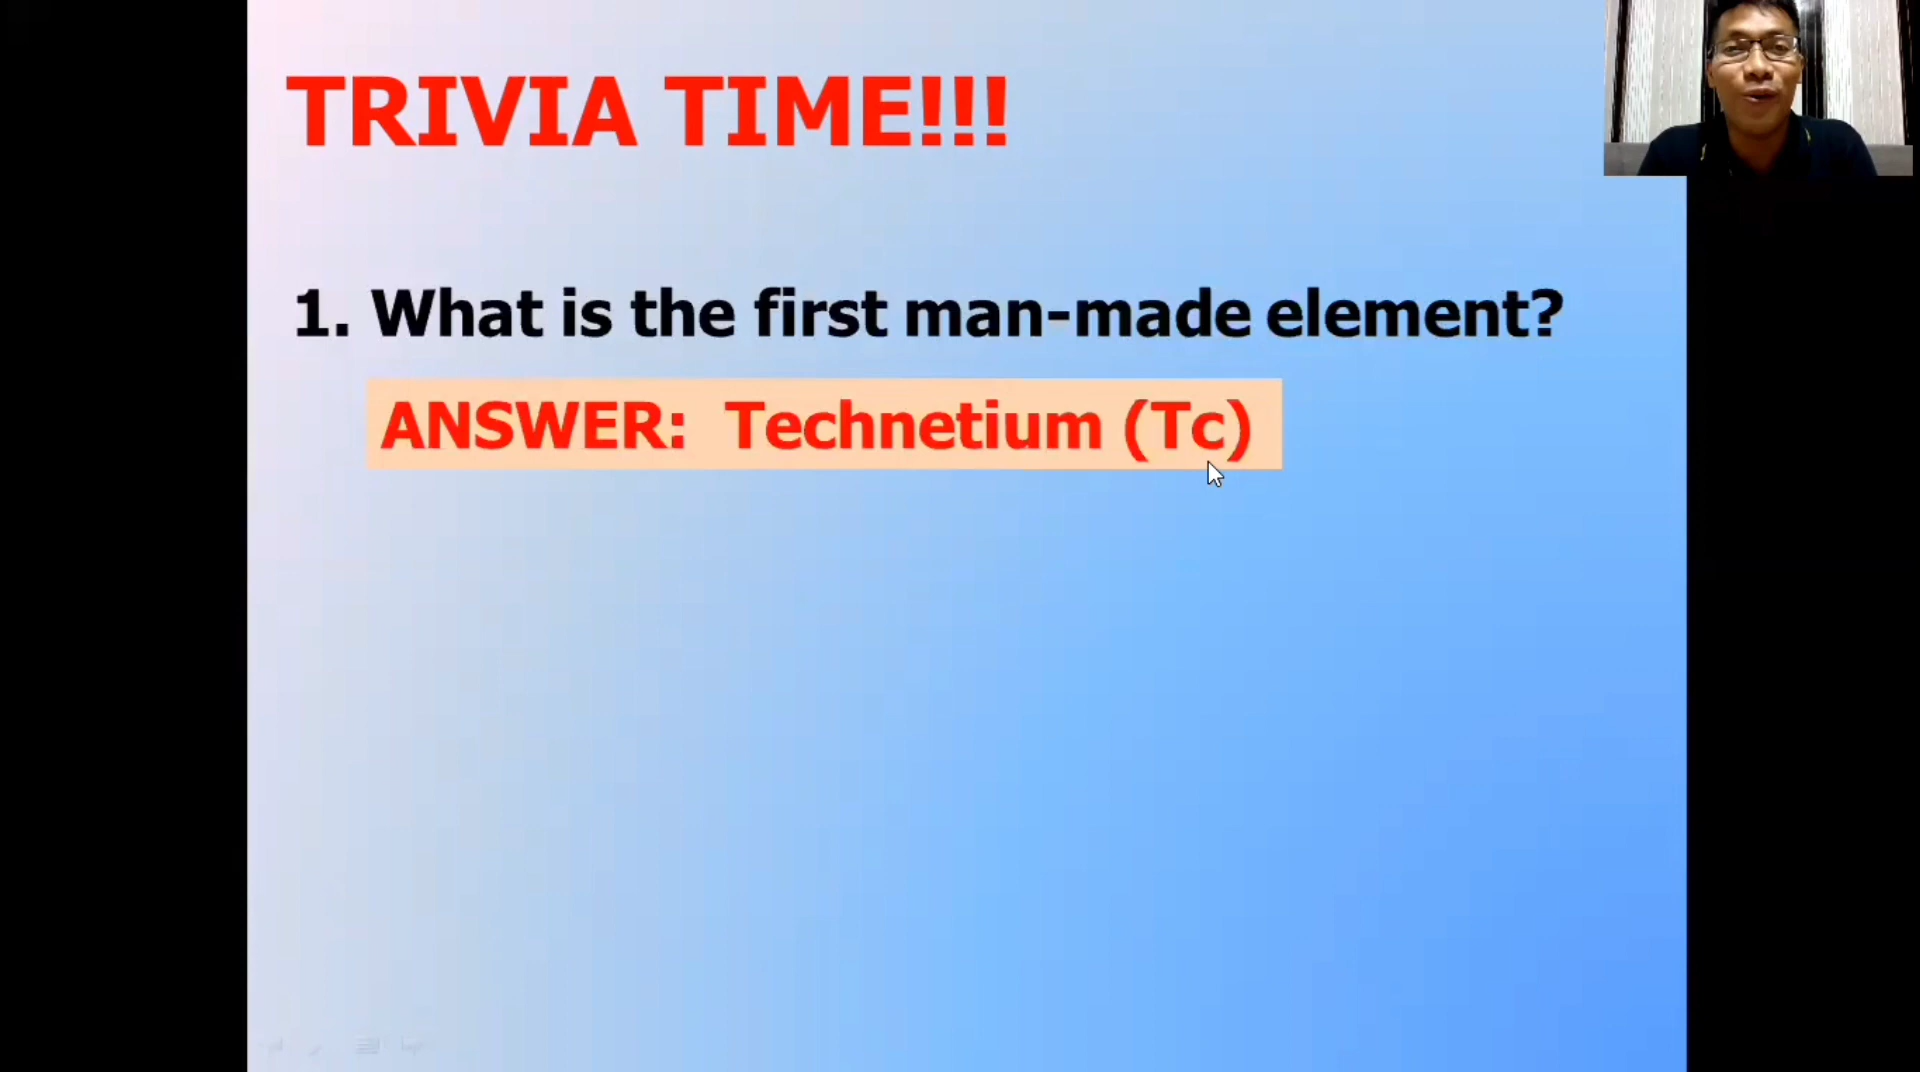 TRIVIA TIME!!!
1. What is the first man-made element?
ANSWER: Technetium (Tc)